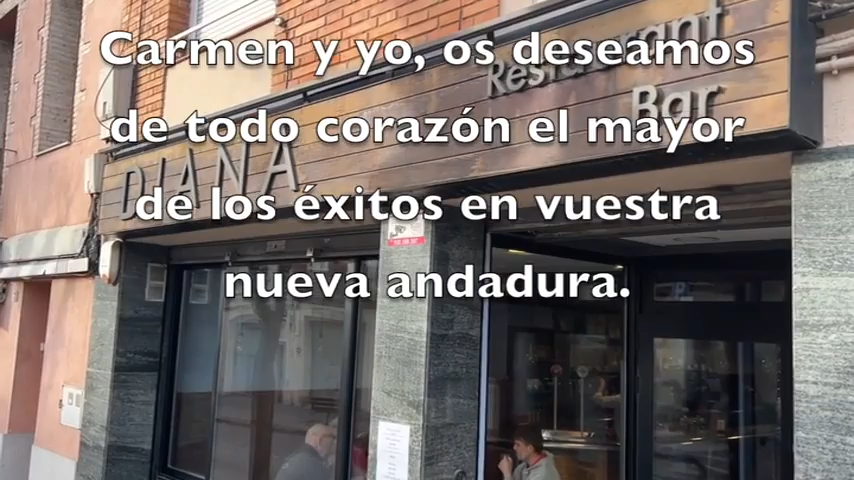 Carmen y yo, os deseamos
de todo corazón el mayor
de los éxitos en vuestra
nueva andadura.
Restaurant
Bar
DIANA